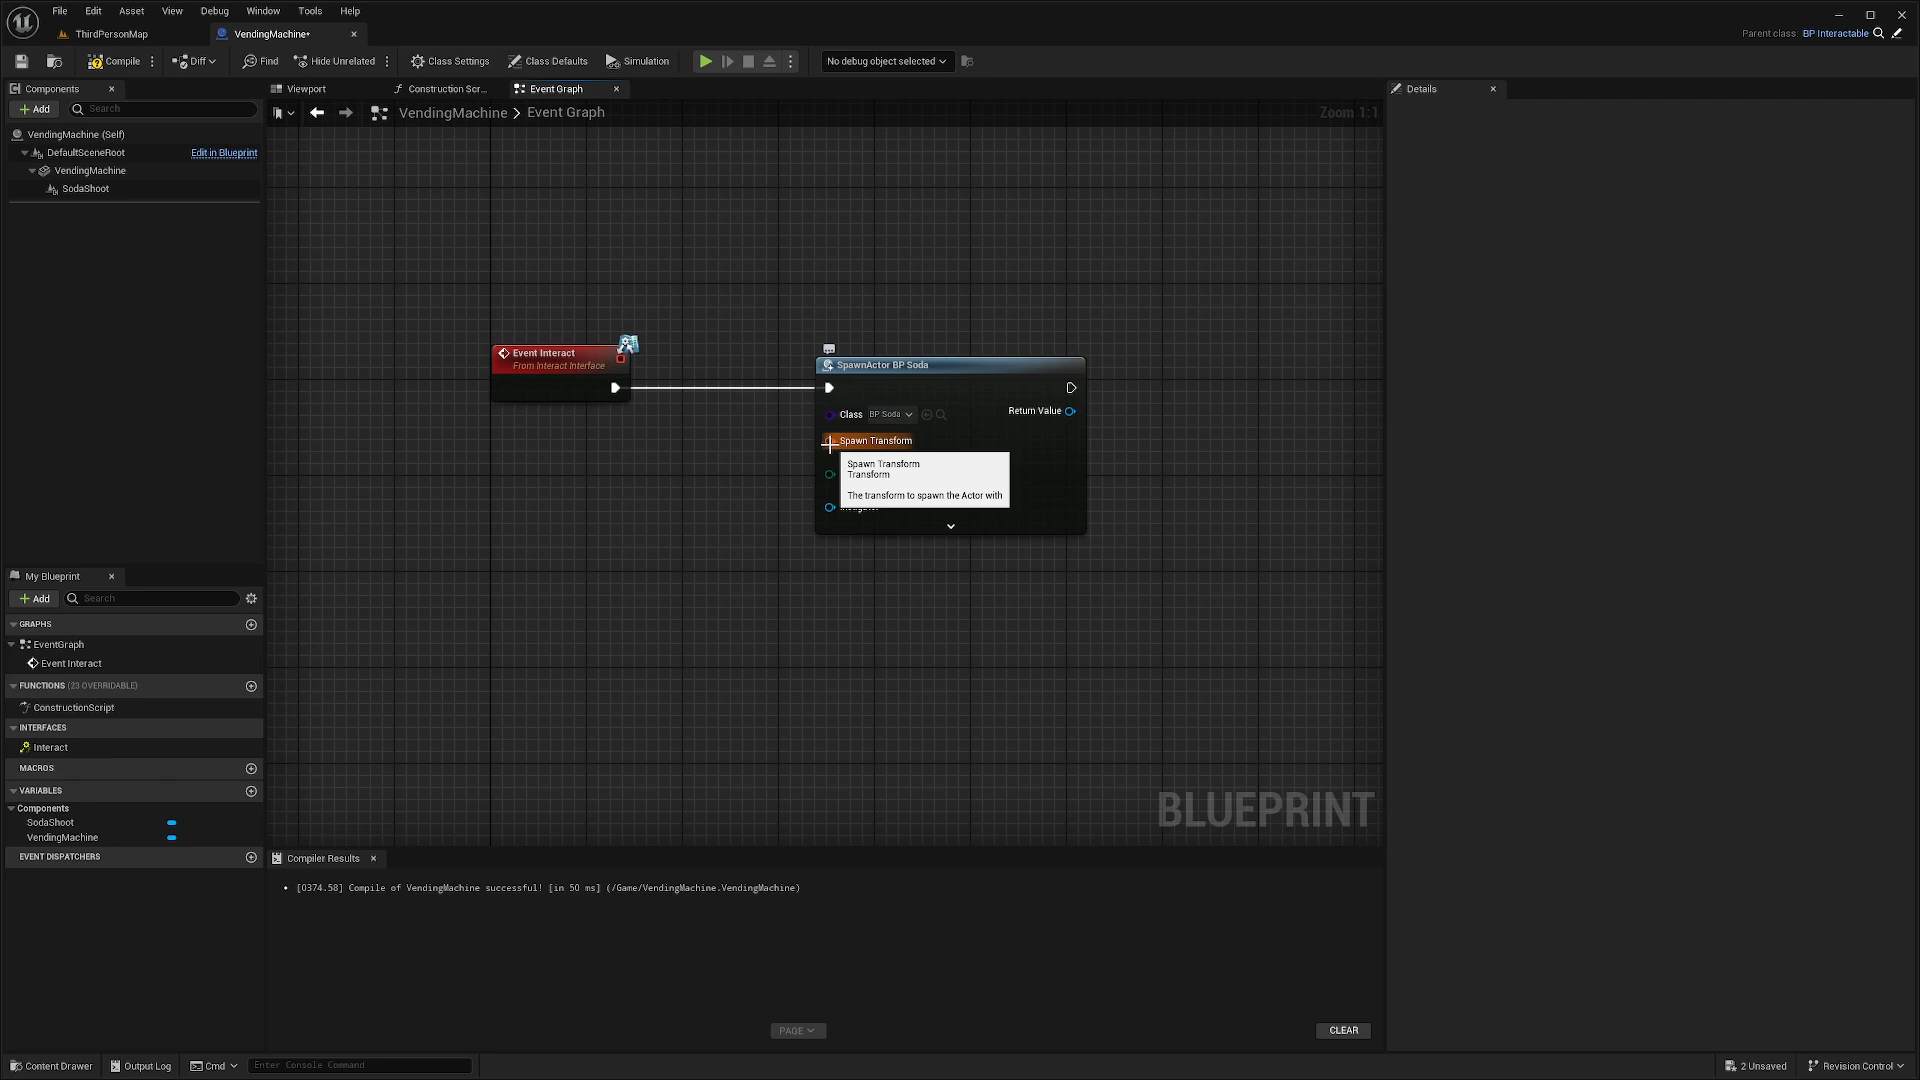 File Edit Asset View Debug Window Tools Help
ThirdPersonMap
VendingMachine*
Parent class: BP Interactable
Compile
Diff
Find
Hide Unrelated
Class Settings
Class Defaults
Simulation
No debug object selected
Components
Viewport
Construction Scr...
Event Graph
Details
Add
Search
VendingMachine > Event Graph
Zoom 1:1
VendingMachine (Self)
DefaultSceneRoot
Edit in Blueprint
VendingMachine
SodaShoot
Event Interact
From Interact Interface
SpawnActor BP Soda
Class
BP Soda
Return Value
Spawn Transform
Spawn Transform
Transform
The transform to spawn the Actor with
My Blueprint
Add
Search
GRAPHS
EventGraph
Event Interact
FUNCTIONS (23 OVERRIDABLE)
ConstructionScript
INTERFACES
Interact
MACROS
VARIABLES
Components
SodaShoot
VendingMachine
EVENT DISPATCHERS
BLUEPRINT
Compiler Results
[0374.58] Compile of VendingMachine successful! [in 50 ms] (/Game/VendingMachine.VendingMachine)
PAGE
CLEAR
Content Drawer
Output Log
Cmd
Enter Console Command
2 Unsaved
Revision Control